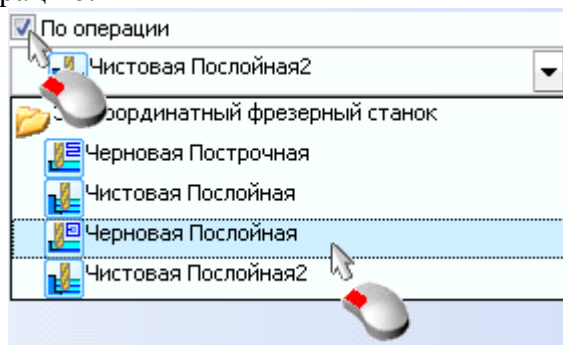 По операции
Чистовая Послойная2
координатный фрезерный станок
Черновая Построчная
Чистовая Послойная
Черновая Послойная
Чистовая Послойная2